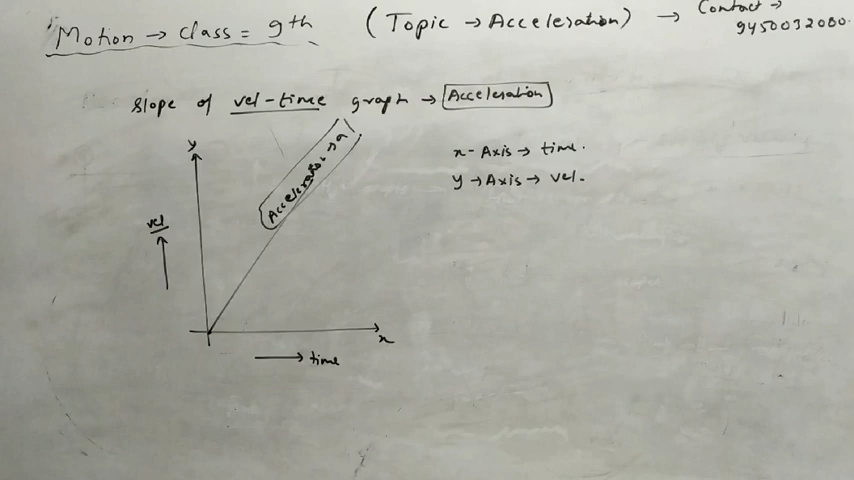 Motion → class = 9th (Topic → Acceleration) → Contact →
9450032080.
Slope of vel-time graph → Acceleration
y
Acceleration → a
x-Axis → time.
y → Axis → vel.
vel
x
→ time